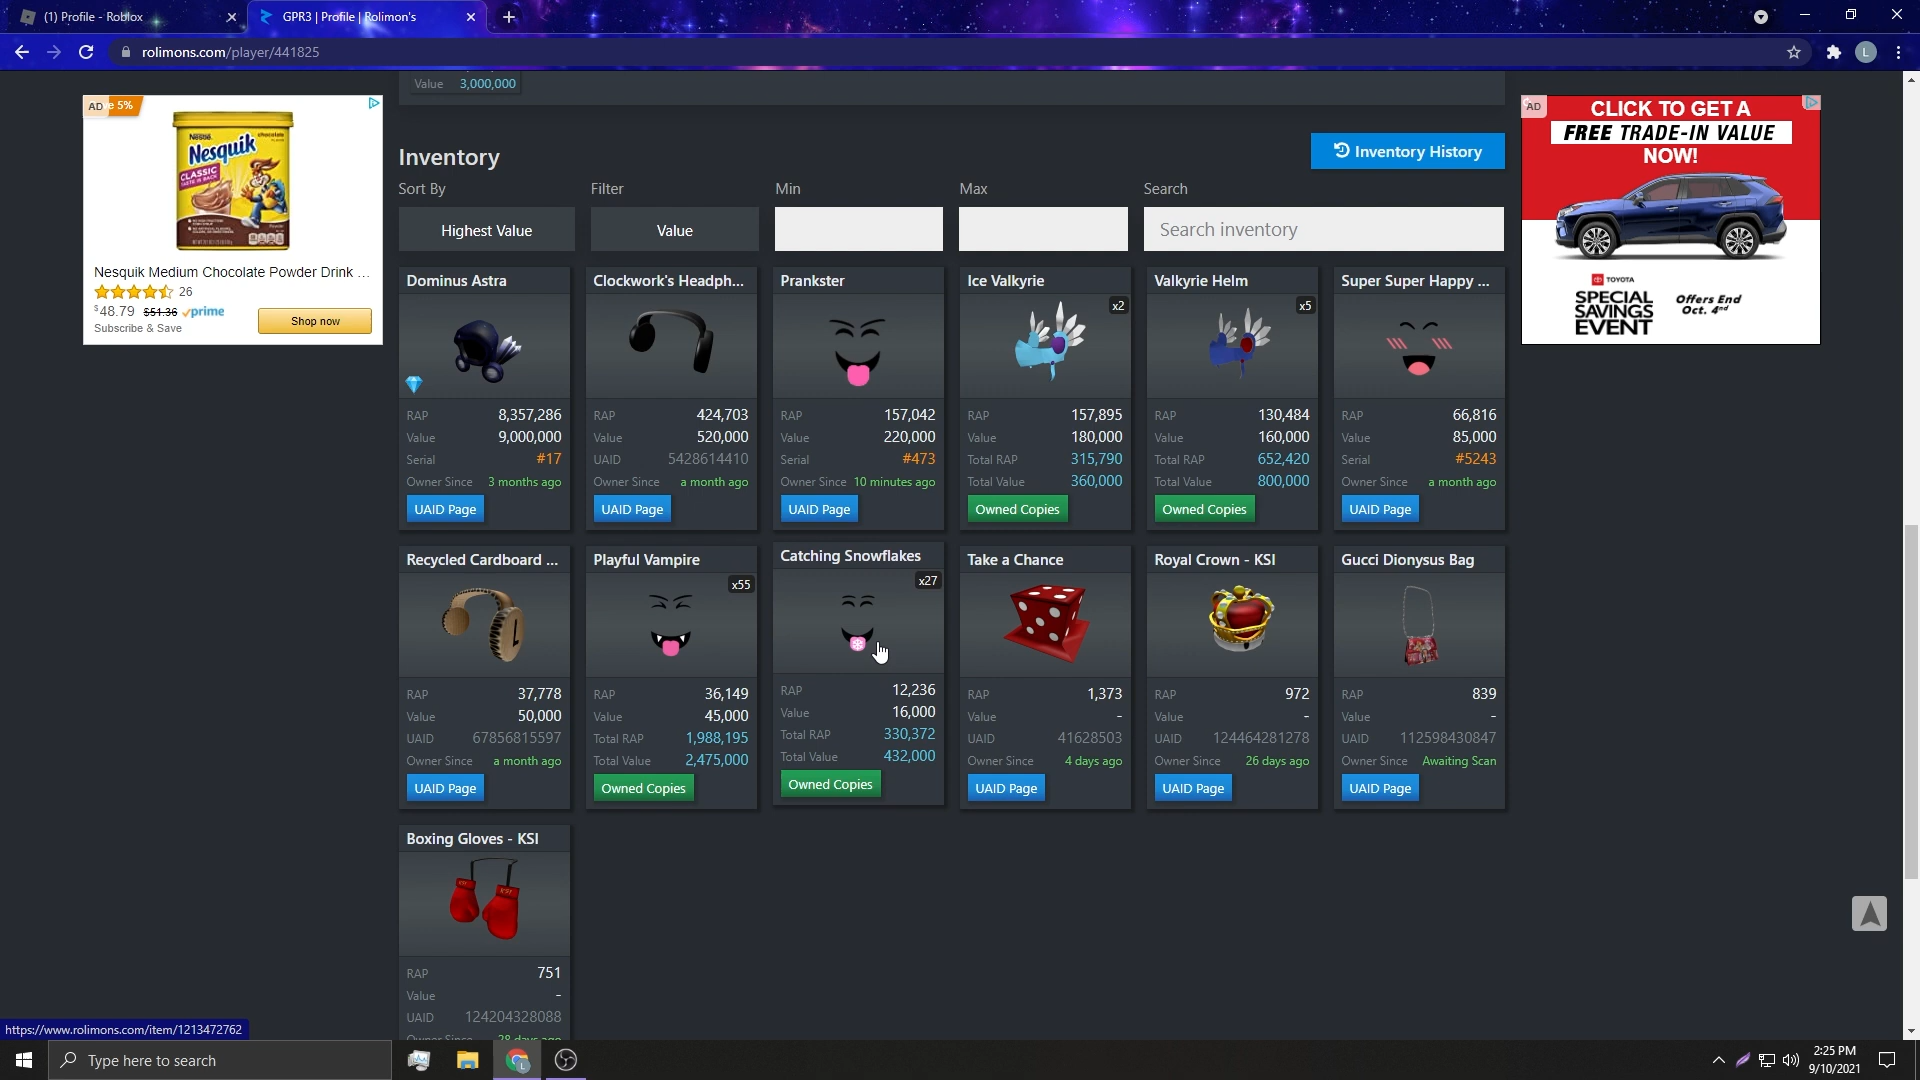 (1) Profile - Roblox
GPR3 | Profile | Rolimon's
rolimons.com/player/441825
L
Value 3,000,000
AD
e 5%
Nestle
Nesquik
CLASSIC
TASTE IS BACK
Nesquik Medium Chocolate Powder Drink ...
26
$48.79 $51.36 prime
Subscribe & Save
Shop now
AD
CLICK TO GET A
FREE TRADE-IN VALUE
NOW!
TOYOTA
SPECIAL
SAVINGS
EVENT
Offers End
Oct. 4th
Inventory
Inventory History
Sort By Filter Min Max Search
Highest Value Value Search inventory
Dominus Astra
RAP 8,357,286
Value 9,000,000
Serial #17
Owner Since 3 months ago
UAID Page
Clockwork's Headph...
RAP 424,703
Value 520,000
UAID 5428614410
Owner Since a month ago
UAID Page
Prankster
RAP 157,042
Value 220,000
Serial #473
Owner Since 10 minutes ago
UAID Page
Ice Valkyrie
x2
RAP 157,895
Value 180,000
Total RAP 315,790
Total Value 360,000
Owned Copies
Valkyrie Helm
x5
RAP 130,484
Value 160,000
Total RAP 652,420
Total Value 800,000
Owned Copies
Super Super Happy ...
RAP 66,816
Value 85,000
Serial #5243
Owner Since a month ago
UAID Page
Recycled Cardboard ...
RAP 37,778
Value 50,000
UAID 67856815597
Owner Since a month ago
UAID Page
Playful Vampire
x55
RAP 36,149
Value 45,000
Total RAP 1,988,195
Total Value 2,475,000
Owned Copies
Catching Snowflakes
x27
RAP 12,236
Value 16,000
Total RAP 330,372
Total Value 432,000
Owned Copies
Take a Chance
RAP 1,373
Value -
UAID 41628503
Owner Since 4 days ago
UAID Page
Royal Crown - KSI
RAP 972
Value -
UAID 124464281278
Owner Since 26 days ago
UAID Page
Gucci Dionysus Bag
RAP 839
Value -
UAID 112598430847
Owner Since Awaiting Scan
UAID Page
Boxing Gloves - KSI
RAP 751
Value -
UAID 124204328088
Owner Since 28 days ago
https://www.rolimons.com/item/1213472762
Type here to search
2:25 PM
9/10/2021